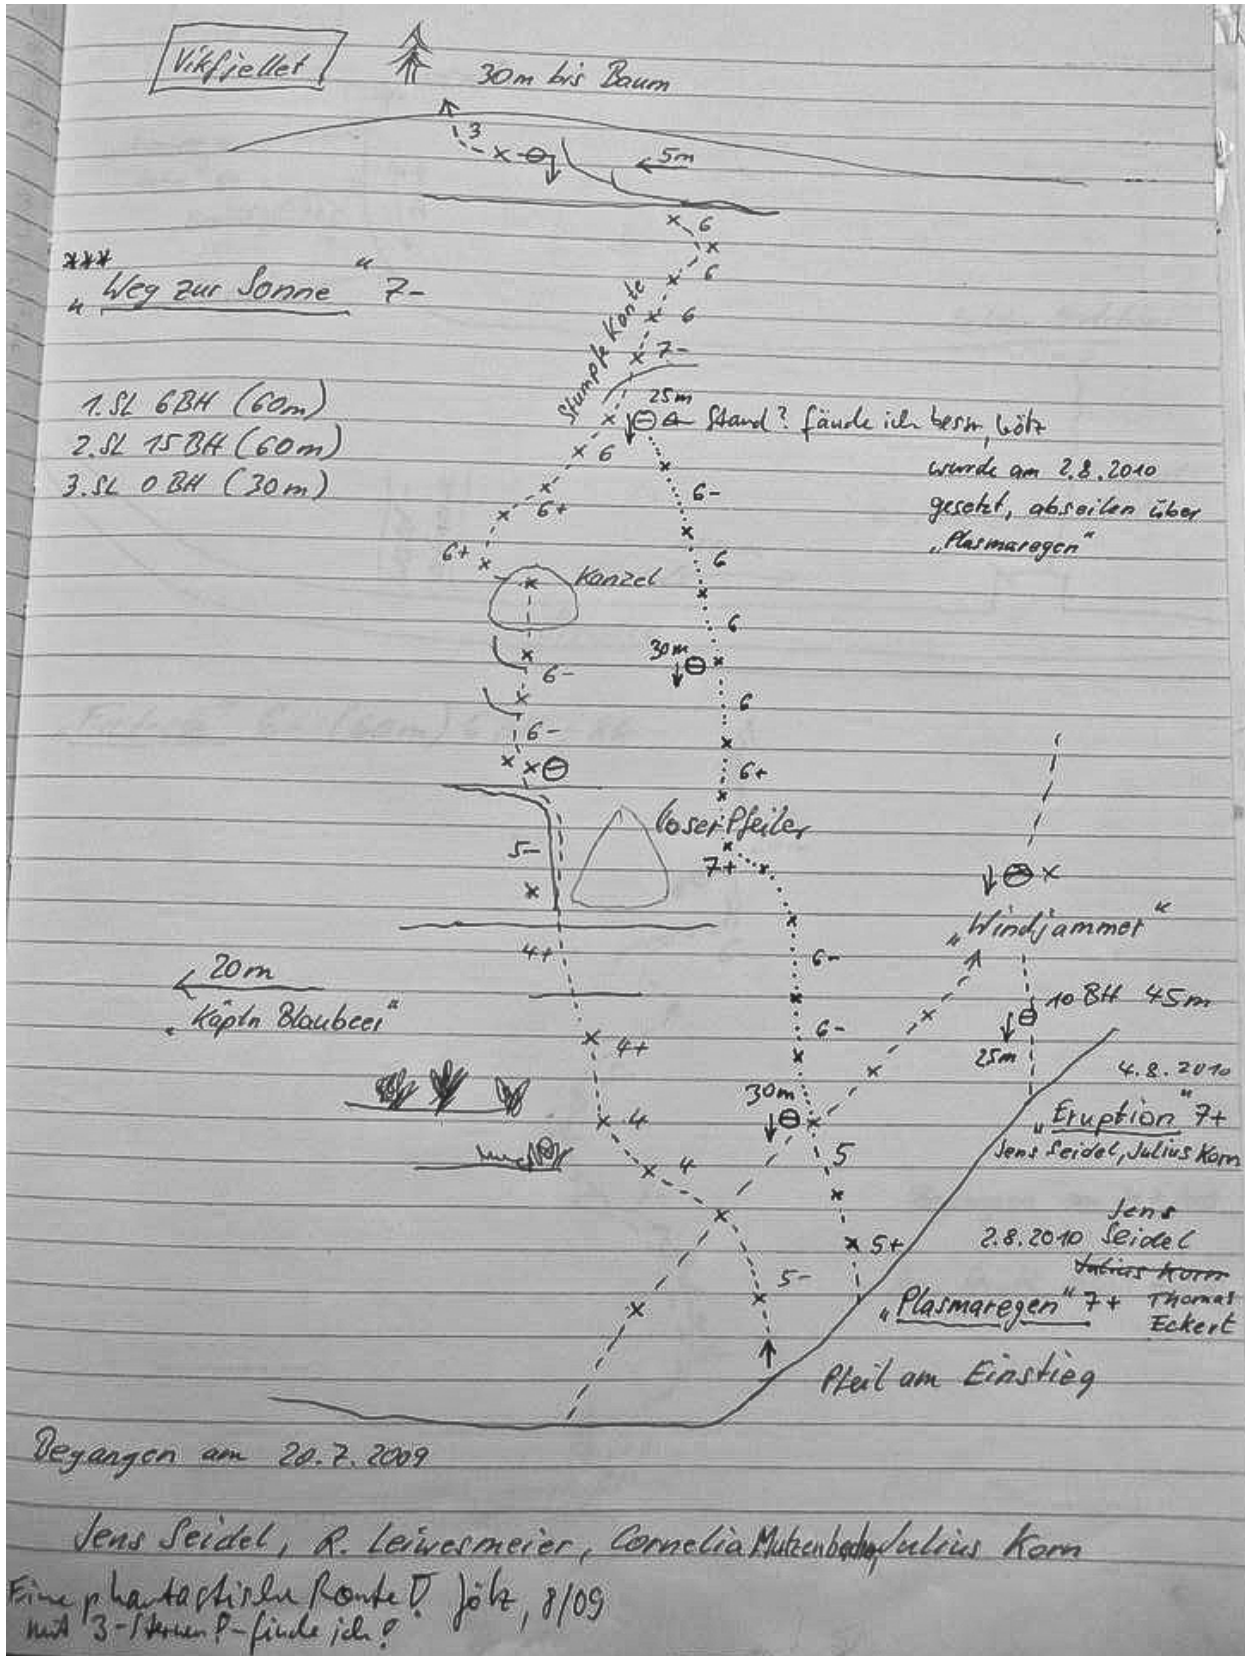 Vikfjellet
30m bis Baum
3
5m
6
***
"Weg zur Sonne" 7-
6
6
Stumpfe Kante
7-
1. SL 6BH (60m)
2. SL 15 BH (60m)
3. SL 0 BH (30m)
25m
Stand? fände ich besser, Götz
wurde am 2.8.2010
gesetzt, abseilen über
"Plasmaregen"
6
6-
6+
6+
6
Kanzel
6
30m
6-
6
6-
6+
loser Pfeiler
5-
7+
"Windjammer"
4+
6-
20m
"Käptn Blaubeer"
10 BH 45m
4+
6-
25m
4.8.2010
30m
"Eruption" 7+
4
5
Jens Seidel, Julius Korn
4
Jens
2.8.2010 Seidel
5+
Julius Korn
5-
"Plasmaregen" 7+ Thomas
Eckert
Pfeil am Einstieg
Begangen am 20.7.2009
Jens Seidel, R. Leiwesmeier, Cornelia Mutzenbecher, Julius Korn
Eine phantastische Route! Götz, 8/09
mit 3-Sternen! - finde ich!